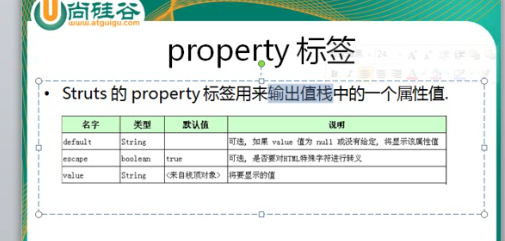 尚硅谷
www.atguigu.com
property 标签
• Struts 的 property 标签用来输出值栈中的一个属性值.
名字 类型 默认值 说明
default String 可选, 如果 value 值为 null 或没有给定, 将显示该属性值
escape boolean true 可选, 是否要对HTML特殊字符进行转义
value String <来自栈顶对象> 将要显示的值